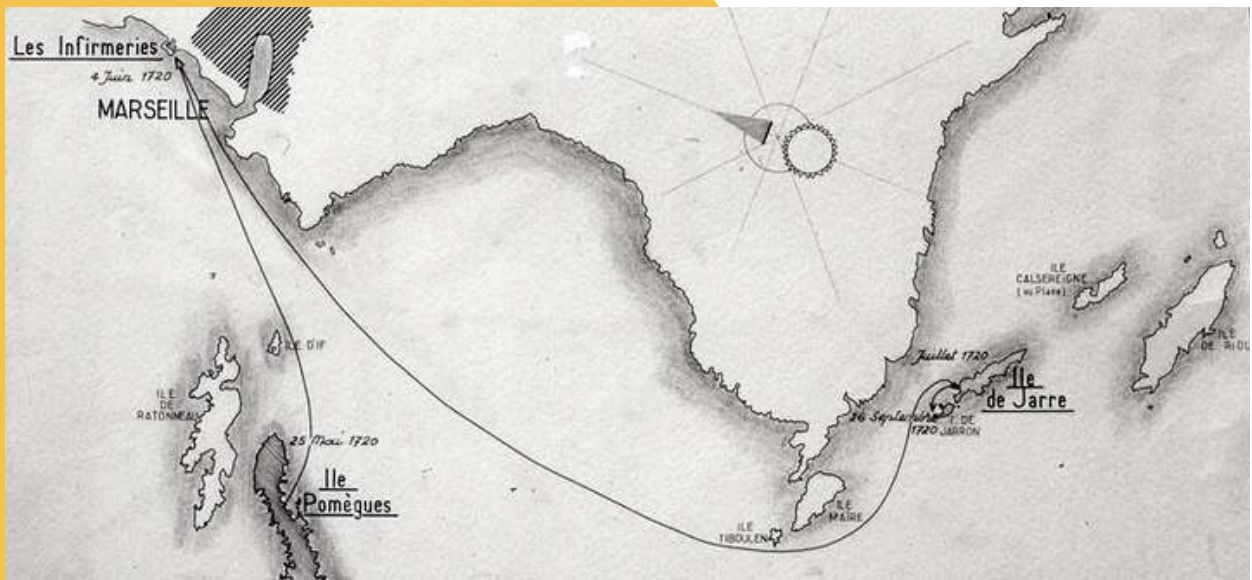 Les Infirmeries
4 Juin 1720
MARSEILLE
ILE D'IF
ILE
DE
RATONNEAU
25 Mai 1720
Ile
Pomègues
ILE
TIBOULEN
ILE
MAIRE
Juillet 1720
Ile
de Jarre
26 Septembre
1720
I. DE
JARRON
ILE
CALSEREIGNE
(ou Plane)
ILE
DE RIOU